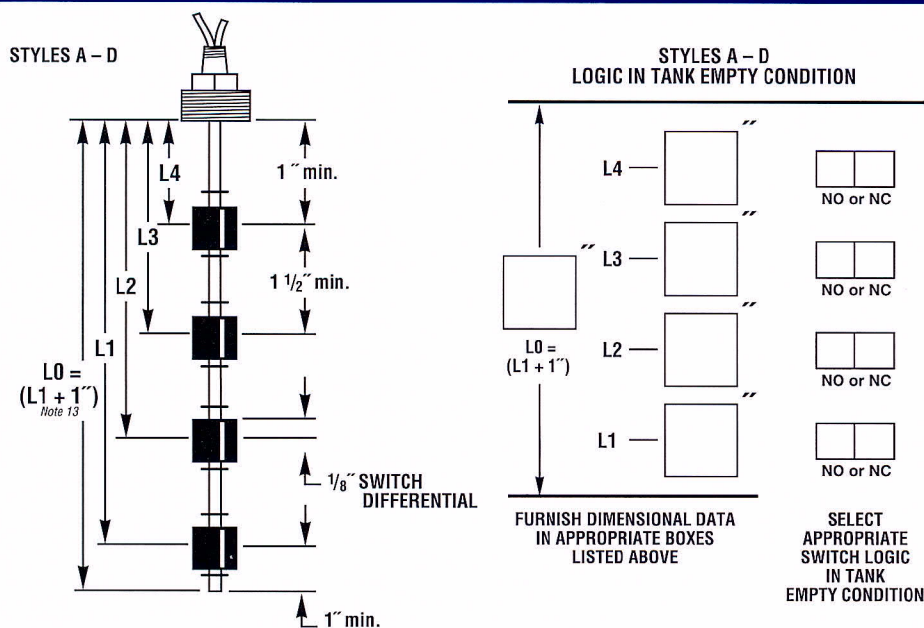 STYLES A – D
L4
L3
L2
L1
L0 =
(L1 + 1˝)
Note 13
1˝ min.
1 1/2˝ min.
1/8˝ SWITCH
DIFFERENTIAL
1˝ min.
STYLES A – D
LOGIC IN TANK EMPTY CONDITION
L4 ˝
NO or NC
L3 ˝
NO or NC
˝
L0 =
(L1 + 1˝)
L2 ˝
NO or NC
L1 ˝
NO or NC
FURNISH DIMENSIONAL DATA
IN APPROPRIATE BOXES
LISTED ABOVE
SELECT
APPROPRIATE
SWITCH LOGIC
IN TANK
EMPTY CONDITION